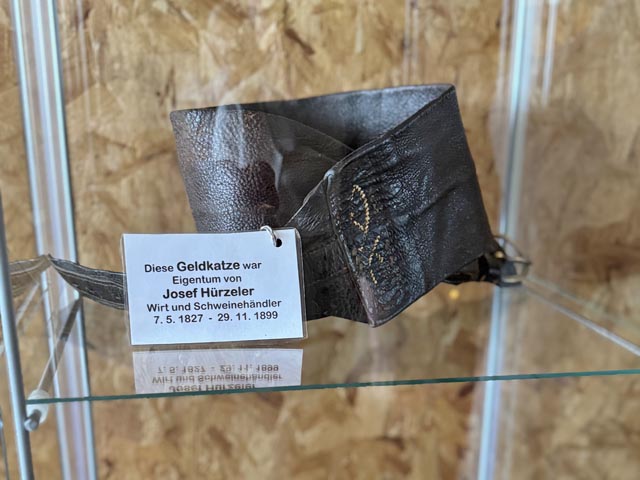 Diese Geldkatze war
Eigentum von
Josef Hürzeler
Wirt und Schweinehändler
7. 5. 1827 - 29. 11. 1899